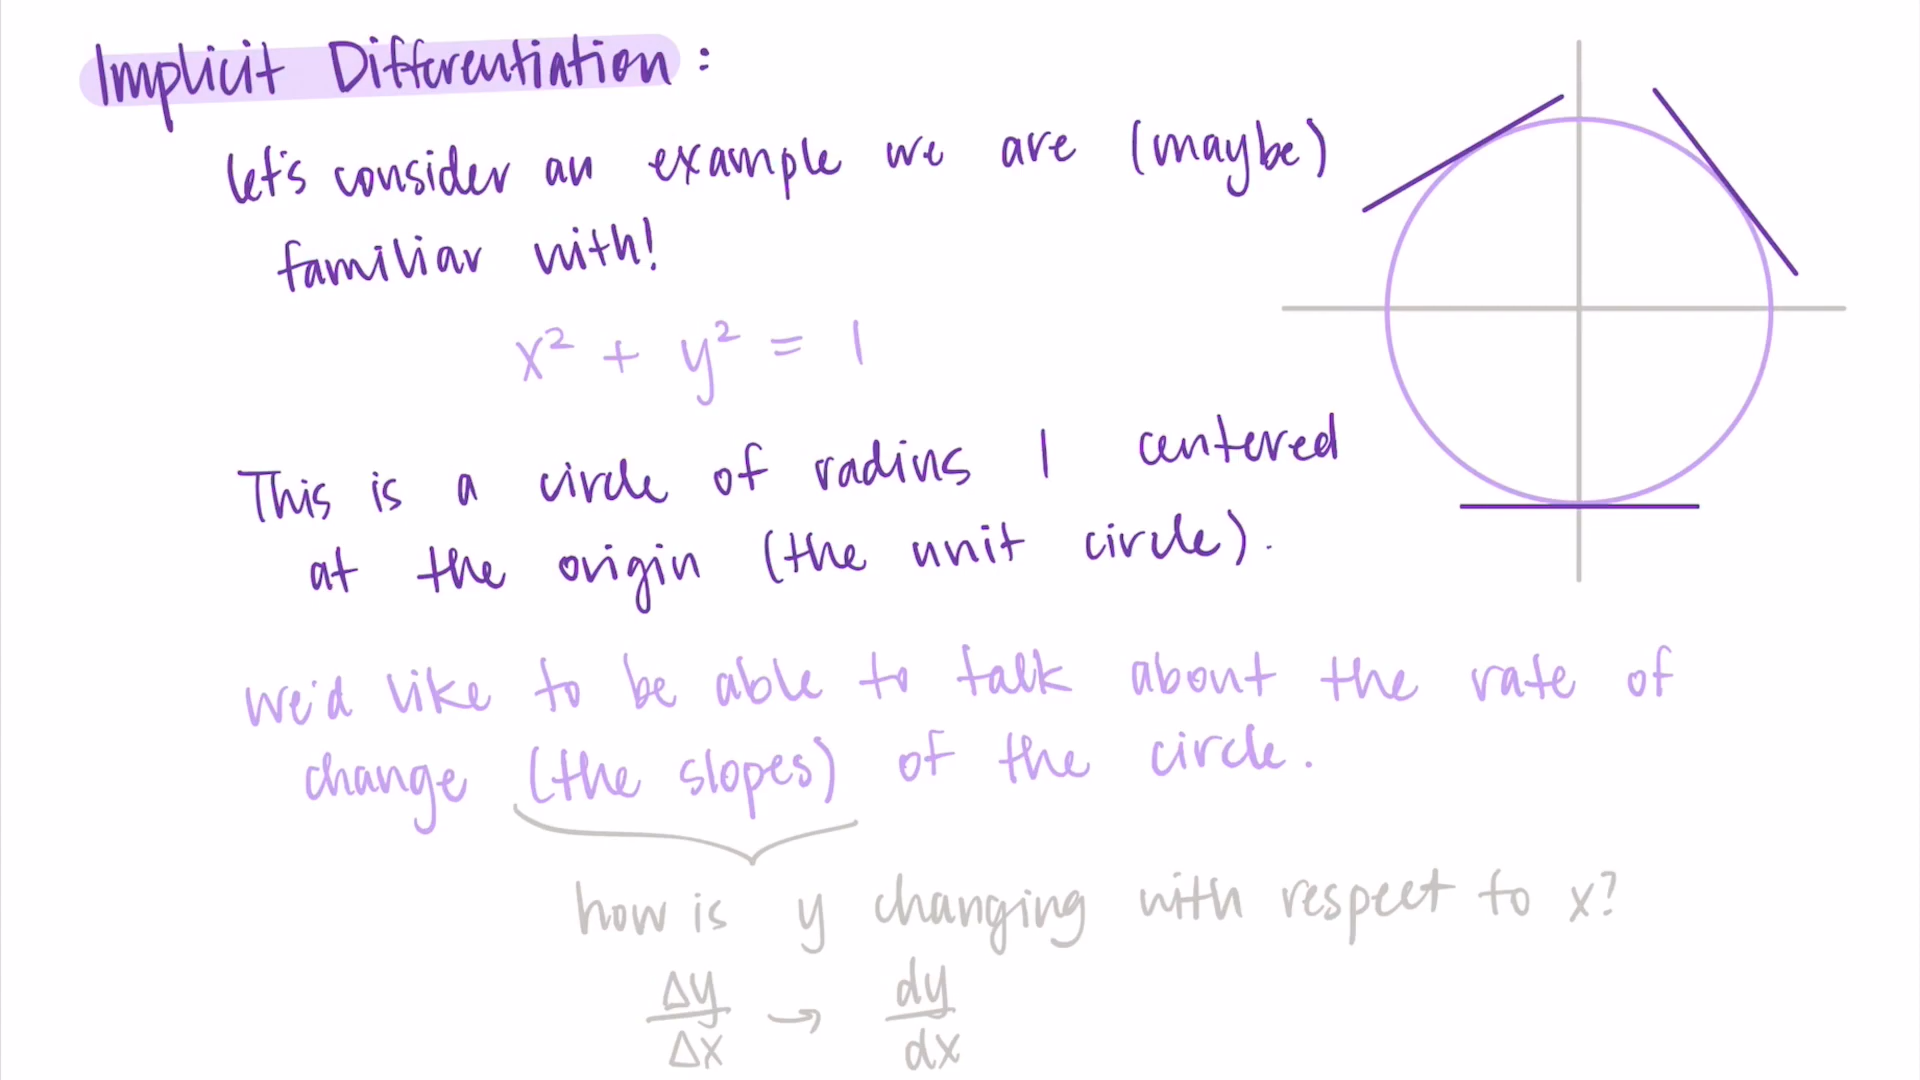 Implicit Differentiation:
let's consider an example we are (maybe)
familiar with!
x² + y² = 1
This is a circle of radius 1 centered
at the origin (the unit circle).
we'd like to be able to talk about the rate of
change (the slopes) of the circle.
how is y changing with respect to x?
Δy/Δx → dy/dx